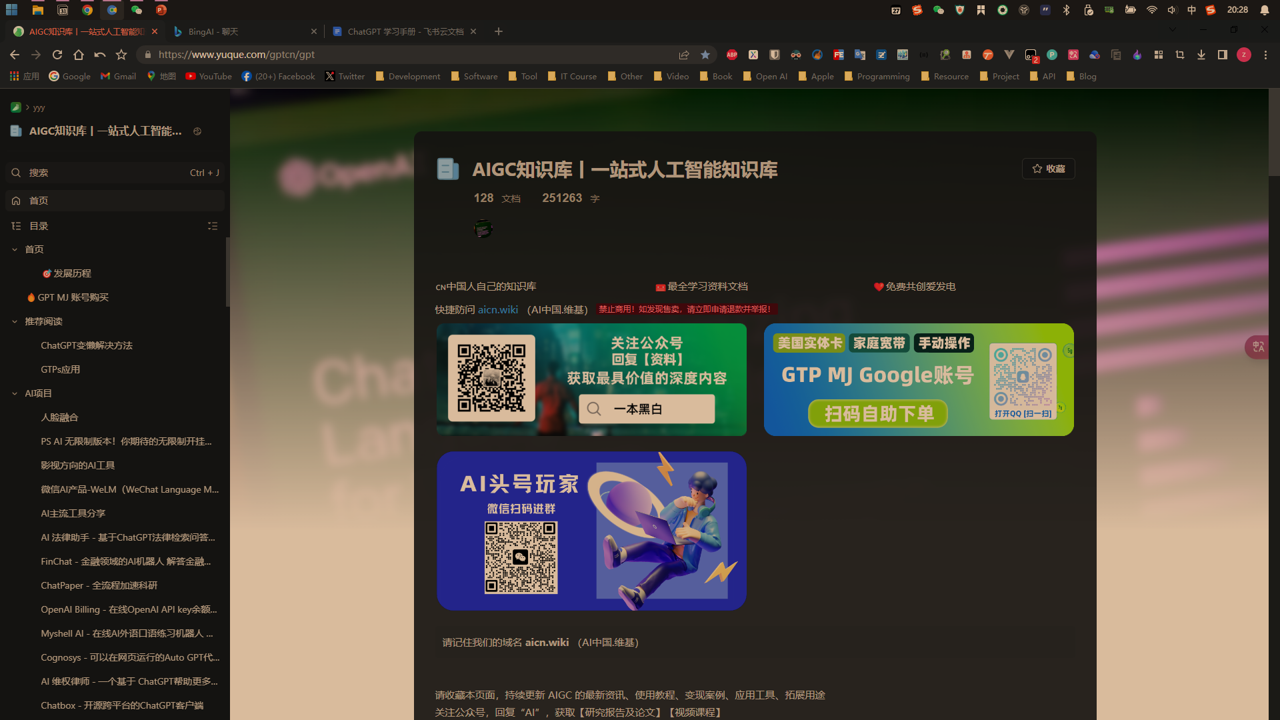 20:28
AIGC知识库丨一站式人工智能知
BingAI - 聊天
ChatGPT 学习手册 - 飞书云文档
https://www.yuque.com/gptcn/gpt
应用
Google
Gmail
地图
YouTube
(20+) Facebook
Twitter
Development
Software
Tool
IT Course
Other
Video
Book
Open AI
Apple
Programming
Resource
Project
API
Blog
yyy
AIGC知识库丨一站式人工智能...
搜索 Ctrl + J
首页
目录
首页
发展历程
GPT MJ 账号购买
推荐阅读
ChatGPT变懒解决方法
GTPs应用
AI项目
人脸融合
PS AI 无限制版本！你期待的无限制开挂...
影视方向的AI工具
微信AI产品-WeLM（WeChat Language M...
AI主流工具分享
AI 法律助手 - 基于ChatGPT法律检索问答...
FinChat - 金融领域的AI机器人 解答金融...
ChatPaper - 全流程加速科研
OpenAI Billing - 在线OpenAI API key余额...
Myshell AI - 在线AI外语口语练习机器人 ...
Cognosys - 可以在网页运行的Auto GPT代...
AI 维权律师 - 一个基于 ChatGPT帮助更多...
Chatbox - 开源跨平台的ChatGPT客户端
AIGC知识库丨一站式人工智能知识库
收藏
128 文档 251263 字
CN中国人自己的知识库
最全学习资料文档
免费共创爱发电
快捷访问 aicn.wiki （AI中国.维基） 禁止商用！如发现售卖，请立即申请退款并举报！
关注公众号
回复【资料】
获取最具价值的深度内容
一本黑白
美国实体卡 家庭宽带 手动操作
GTP MJ Google账号
扫码自助下单
打开QQ [扫一扫]
AI头号玩家
微信扫码进群
请记住我们的域名 aicn.wiki （AI中国.维基）
请收藏本页面，持续更新 AIGC 的最新资讯、使用教程、变现案例、应用工具、拓展用途
关注公众号，回复“AI”，获取【研究报告及论文】【视频课程】